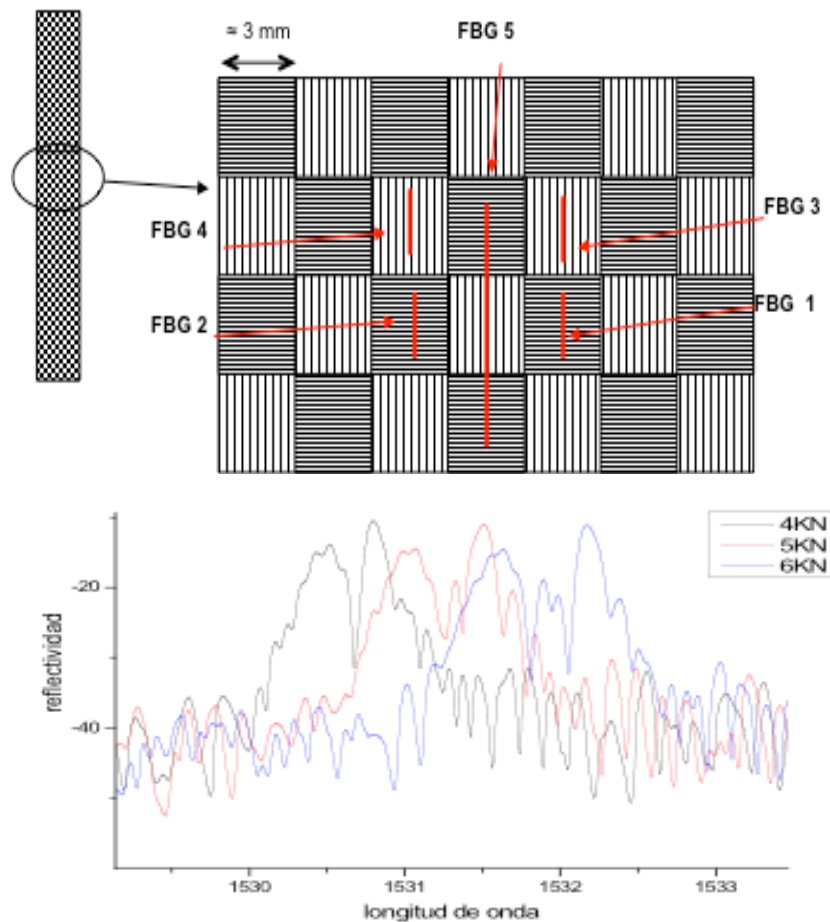 ≈ 3 mm
FBG 5
FBG 4
FBG 3
FBG 2
FBG 1
4KN
5KN
6KN
-20
-40
reflectividad
1530
1531
1532
1533
longitud de onda